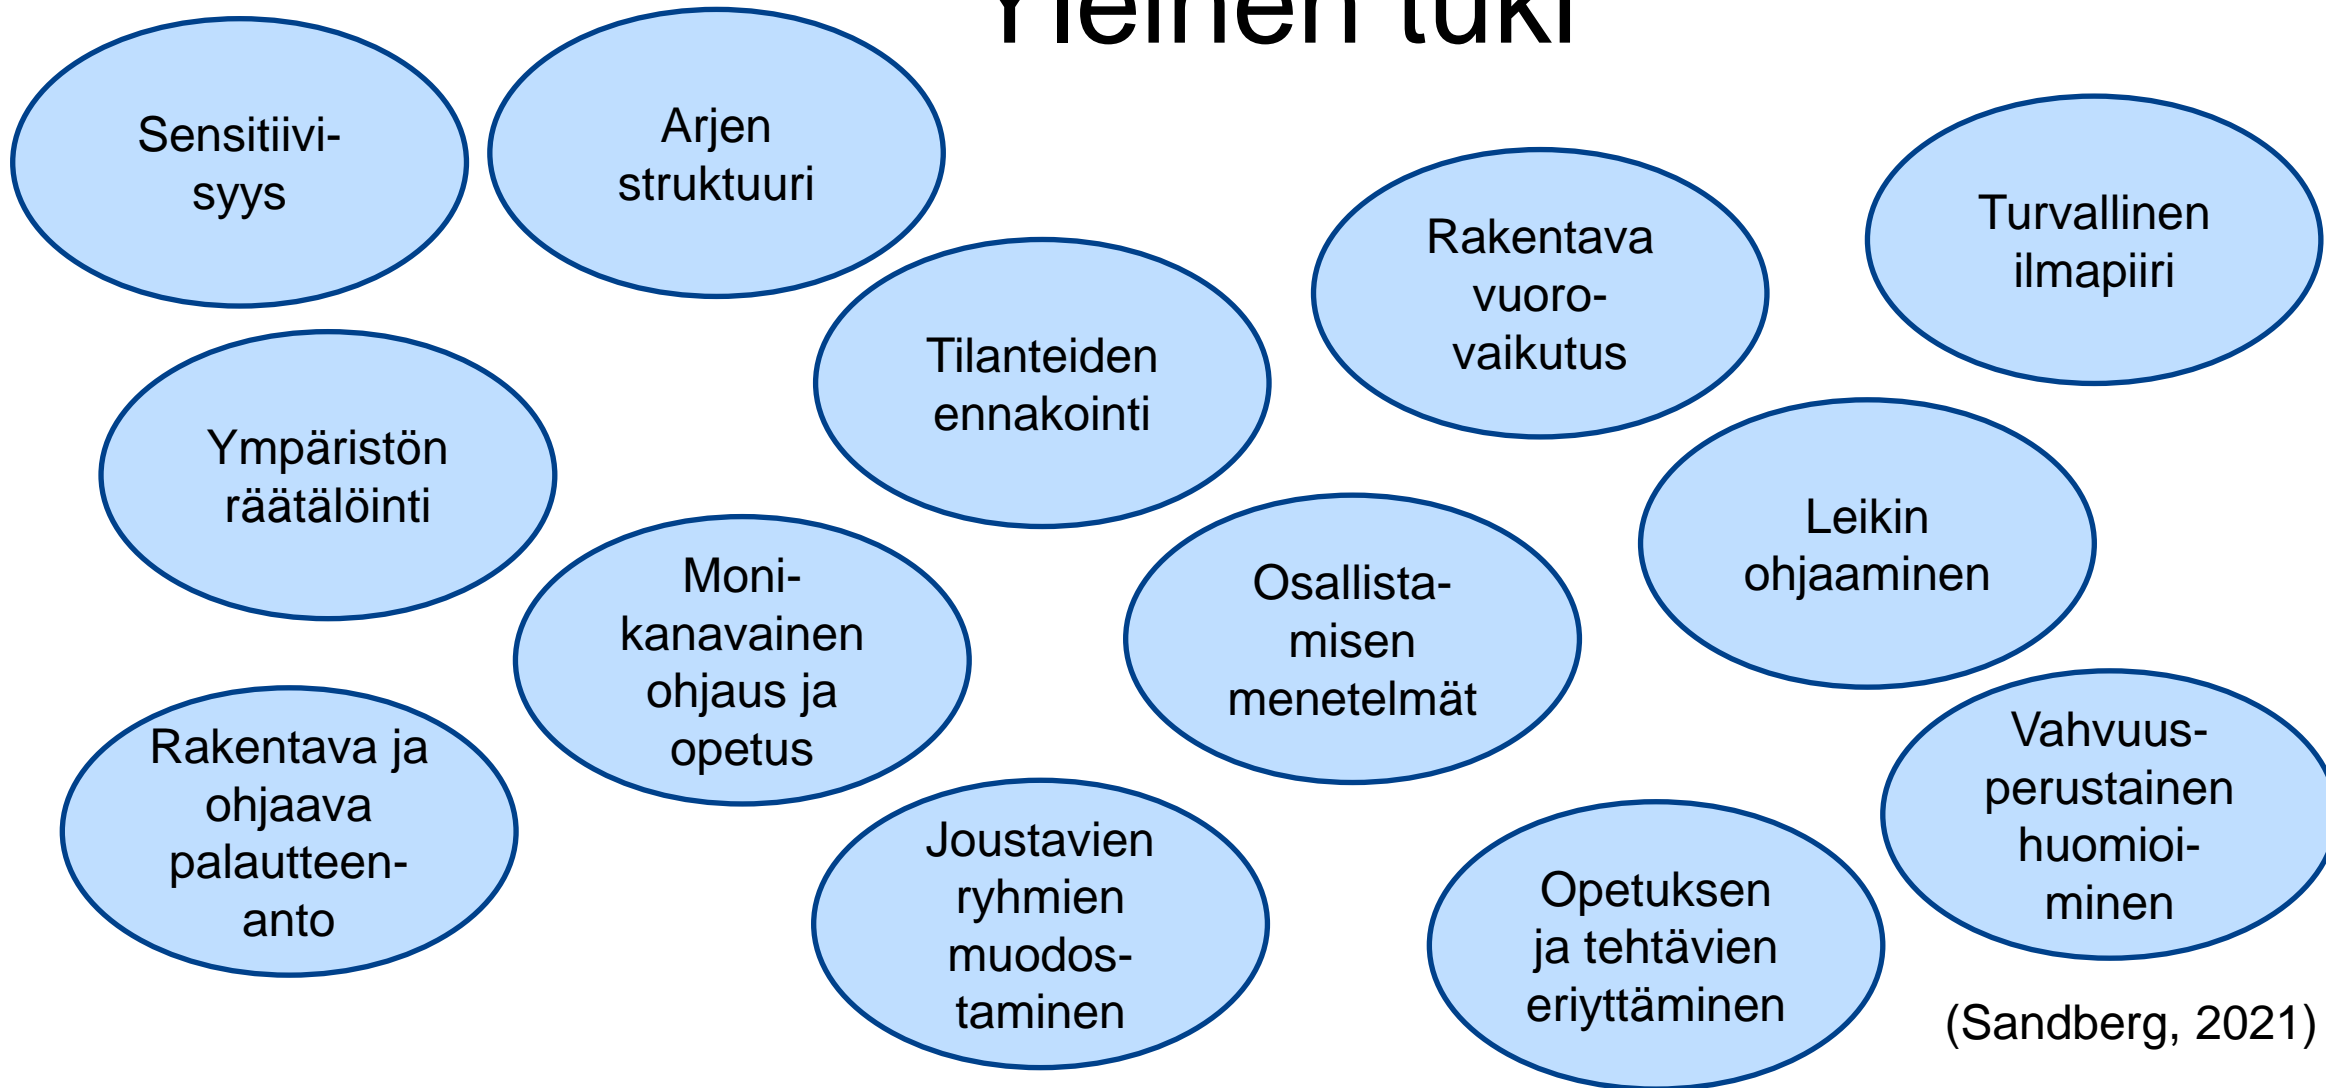 Yleinen tuki
Sensitiivi-
syys
Arjen
struktuuri
Rakentava
vuoro-
vaikutus
Turvallinen
ilmapiiri
Tilanteiden
ennakointi
Ympäristön
räätälöinti
Moni-
kanavainen
ohjaus ja
opetus
Osallista-
misen
menetelmät
Leikin
ohjaaminen
Rakentava ja
ohjaava
palautteen-
anto
Joustavien
ryhmien
muodos-
taminen
Opetuksen
ja tehtävien
eriyttäminen
Vahvuus-
perustainen
huomioi-
minen
(Sandberg, 2021)